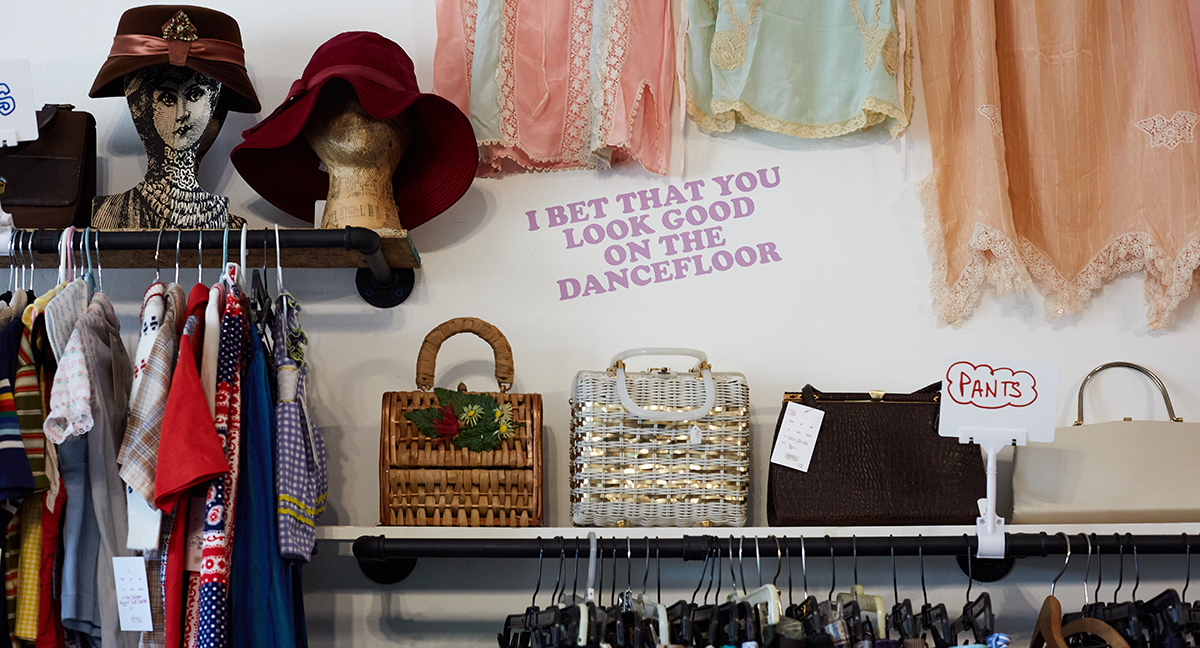 I BET THAT YOU
LOOK GOOD
ON THE
DANCEFLOOR
PANTS